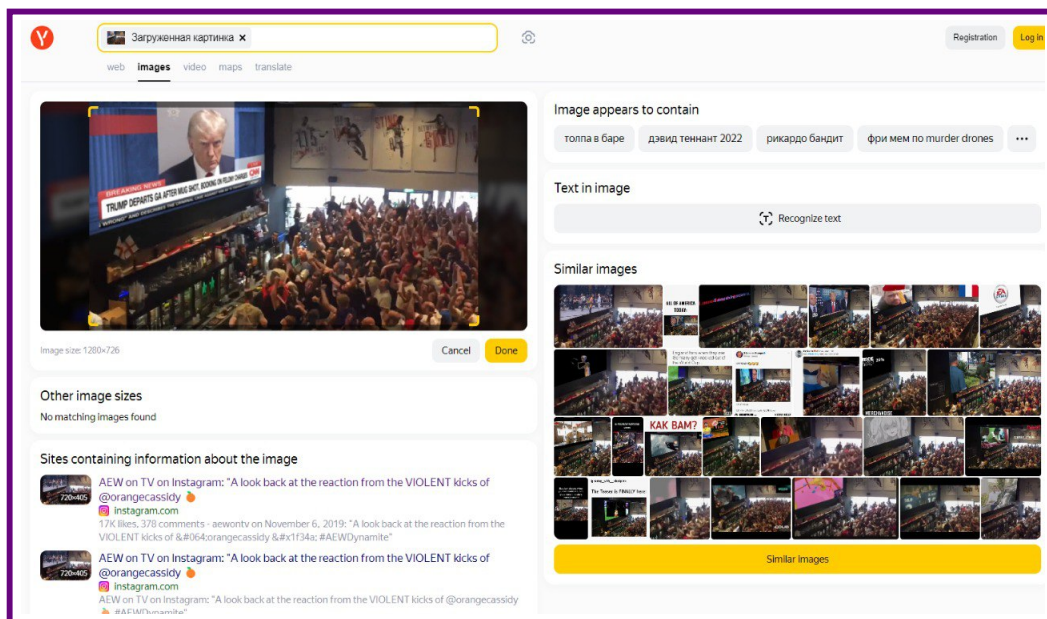 Y
Загруженная картинка ×
Registration
Log in
web images video maps translate
BREAKING NEWS
TRUMP DEPARTS GA AFTER MUG SHOT, BOOKING ON FELONY CHARGES
CNN
Image size: 1280×726
Cancel
Done
Other image sizes
No matching images found
Sites containing information about the image
AEW on TV on Instagram: "A look back at the reaction from the VIOLENT kicks of
@orangecassidy
720×405
instagram.com
17K likes, 378 comments - aewontv on November 6, 2019: "A look back at the reaction from the
VIOLENT kicks of &#064;orangecassidy &#x1f34a; #AEWDynamite"
AEW on TV on Instagram: "A look back at the reaction from the VIOLENT kicks of
@orangecassidy
720×405
instagram.com
AEW on TV on Instagram: "A look back at the reaction from the VIOLENT kicks of @orangecassidy
#AEWDynamite"
Image appears to contain
толпа в баре
дэвид теннант 2022
рикардо бандит
фри мем по murder drones
...
Text in image
Recognize text
Similar images
КАК ВАМ?
Similar images